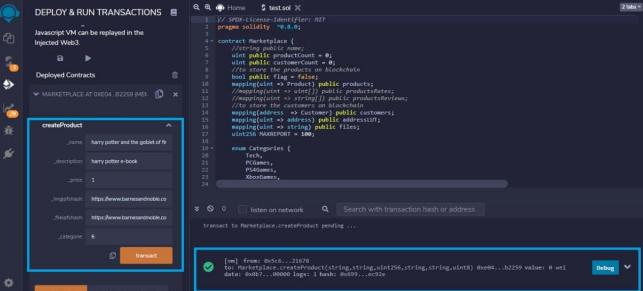 DEPLOY & RUN TRANSACTIONS
Javascript VM can be replayed in the
Injected Web3.
Deployed Contracts
MARKETPLACE AT 0XE04...B2259 (MEM
createProduct
_name: harry potter and the goblet of fir
_description: harry potter e-book
_price: 1
_imgipfshash: https://www.barnesandnoble.co
_fileipfshash: https://www.barnesandnoble.co
_categorie: 6
transact
Home
test.sol
2 tabs
1 // SPDX-License-Identifier: MIT
2 pragma solidity ^0.8.0;
3
4 contract Marketplace {
5 //string public name;
6 uint public productCount = 0;
7 uint public customerCount = 0;
8 //to store the products on blockchain
9 bool public flag = false;
10 mapping(uint => Product) public products;
11 //mapping(uint => uint[]) public productsRates;
12 //mapping(uint => string[]) public productsReviews;
13 //to store the customers on blockchain
14 mapping(address => Customer) public customers;
15 mapping(uint => address) public addressLUT;
16 mapping(uint => string) public files;
17 uint256 MAXREPORT = 100;
18
19 enum Categories {
20 Tech,
21 PCGames,
22 PS4Games,
23 XboxGames,
24
0
listen on network
Search with transaction hash or address
transact to Marketplace.createProduct pending ...
[vm] from: 0x5c6...21678
to: Marketplace.createProduct(string,string,uint256,string,string,uint8) 0xe04...b2259 value: 0 wei
data: 0x0b7...00000 logs: 1 hash: 0x699...ec92e
Debug